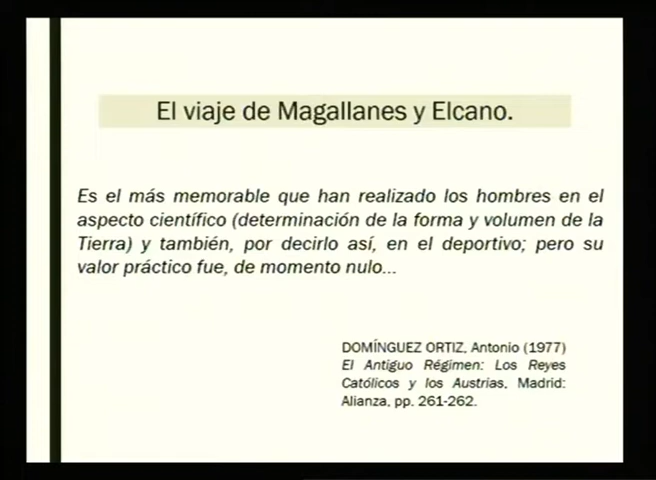 El viaje de Magallanes y Elcano.
Es el más memorable que han realizado los hombres en el
aspecto científico (determinación de la forma y volumen de la
Tierra) y también, por decirlo así, en el deportivo; pero su
valor práctico fue, de momento nulo...
DOMÍNGUEZ ORTIZ, Antonio (1977)
El Antiguo Régimen: Los Reyes
Católicos y los Austrias, Madrid:
Alianza, pp. 261-262.